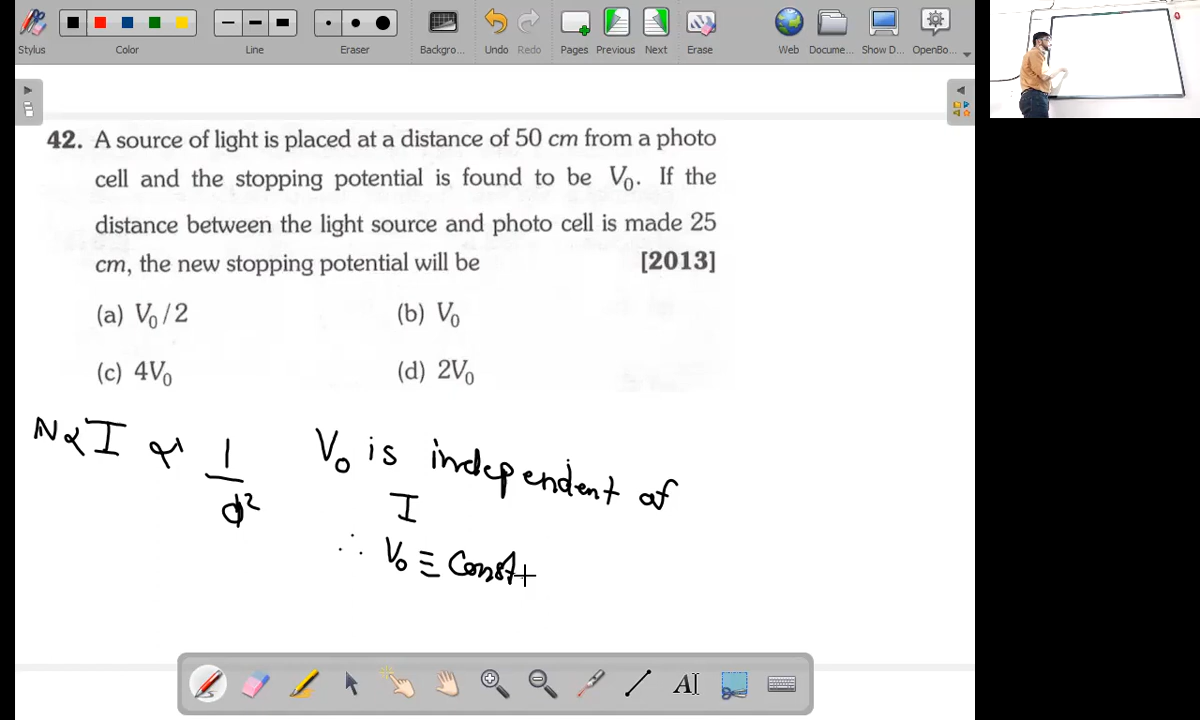 Stylus Color Line Eraser Backgro... Undo Redo Pages Previous Next Erase Web Docume... Show D... OpenBo...
42. A source of light is placed at a distance of 50 cm from a photo
cell and the stopping potential is found to be V₀. If the
distance between the light source and photo cell is made 25
cm, the new stopping potential will be [2013]
(a) V₀/2 (b) V₀
(c) 4V₀ (d) 2V₀
N ∝ I ∝ 1/d² V₀ is independent of
I
∴ V₀ ≡ Const
AI